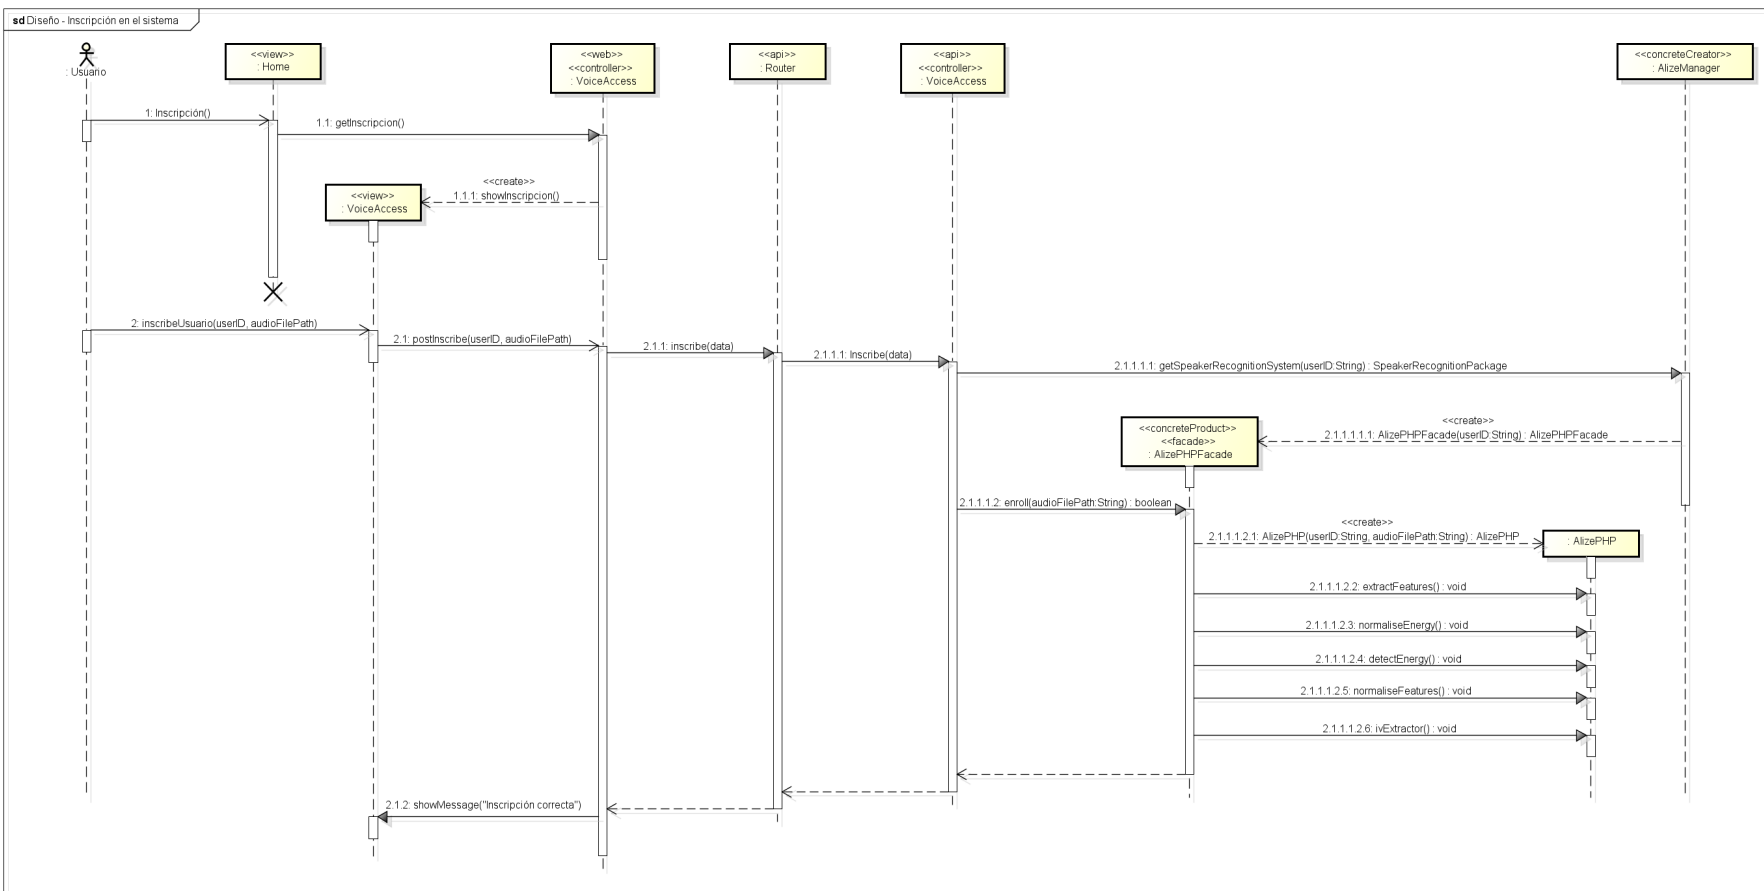 sd Diseño - Inscripción en el sistema
: Usuario
<<view>>
: Home
<<web>>
<<controller>>
: VoiceAccess
<<api>>
: Router
<<api>>
<<controller>>
: VoiceAccess
<<concreteCreator>>
: AlizeManager
1: Inscripción()
1.1: getInscripcion()
<<create>>
1.1.1: showInscripcion()
<<view>>
: VoiceAccess
2: inscribeUsuario(userID, audioFilePath)
2.1: postInscribe(userID, audioFilePath)
2.1.1: inscribe(data)
2.1.1.1: Inscribe(data)
2.1.1.1.1: getSpeakerRecognitionSystem(userID:String) : SpeakerRecognitionPackage
<<create>>
2.1.1.1.1.1: AlizePHPFacade(userID:String) : AlizePHPFacade
<<concreteProduct>>
<<facade>>
: AlizePHPFacade
2.1.1.1.2: enroll(audioFilePath:String) : boolean
<<create>>
2.1.1.1.2.1: AlizePHP(userID:String, audioFilePath:String) : AlizePHP
: AlizePHP
2.1.1.1.2.2: extractFeatures() : void
2.1.1.1.2.3: normaliseEnergy() : void
2.1.1.1.2.4: detectEnergy() : void
2.1.1.1.2.5: normaliseFeatures() : void
2.1.1.1.2.6: ivExtractor() : void
2.1.2: showMessage("Inscripción correcta")